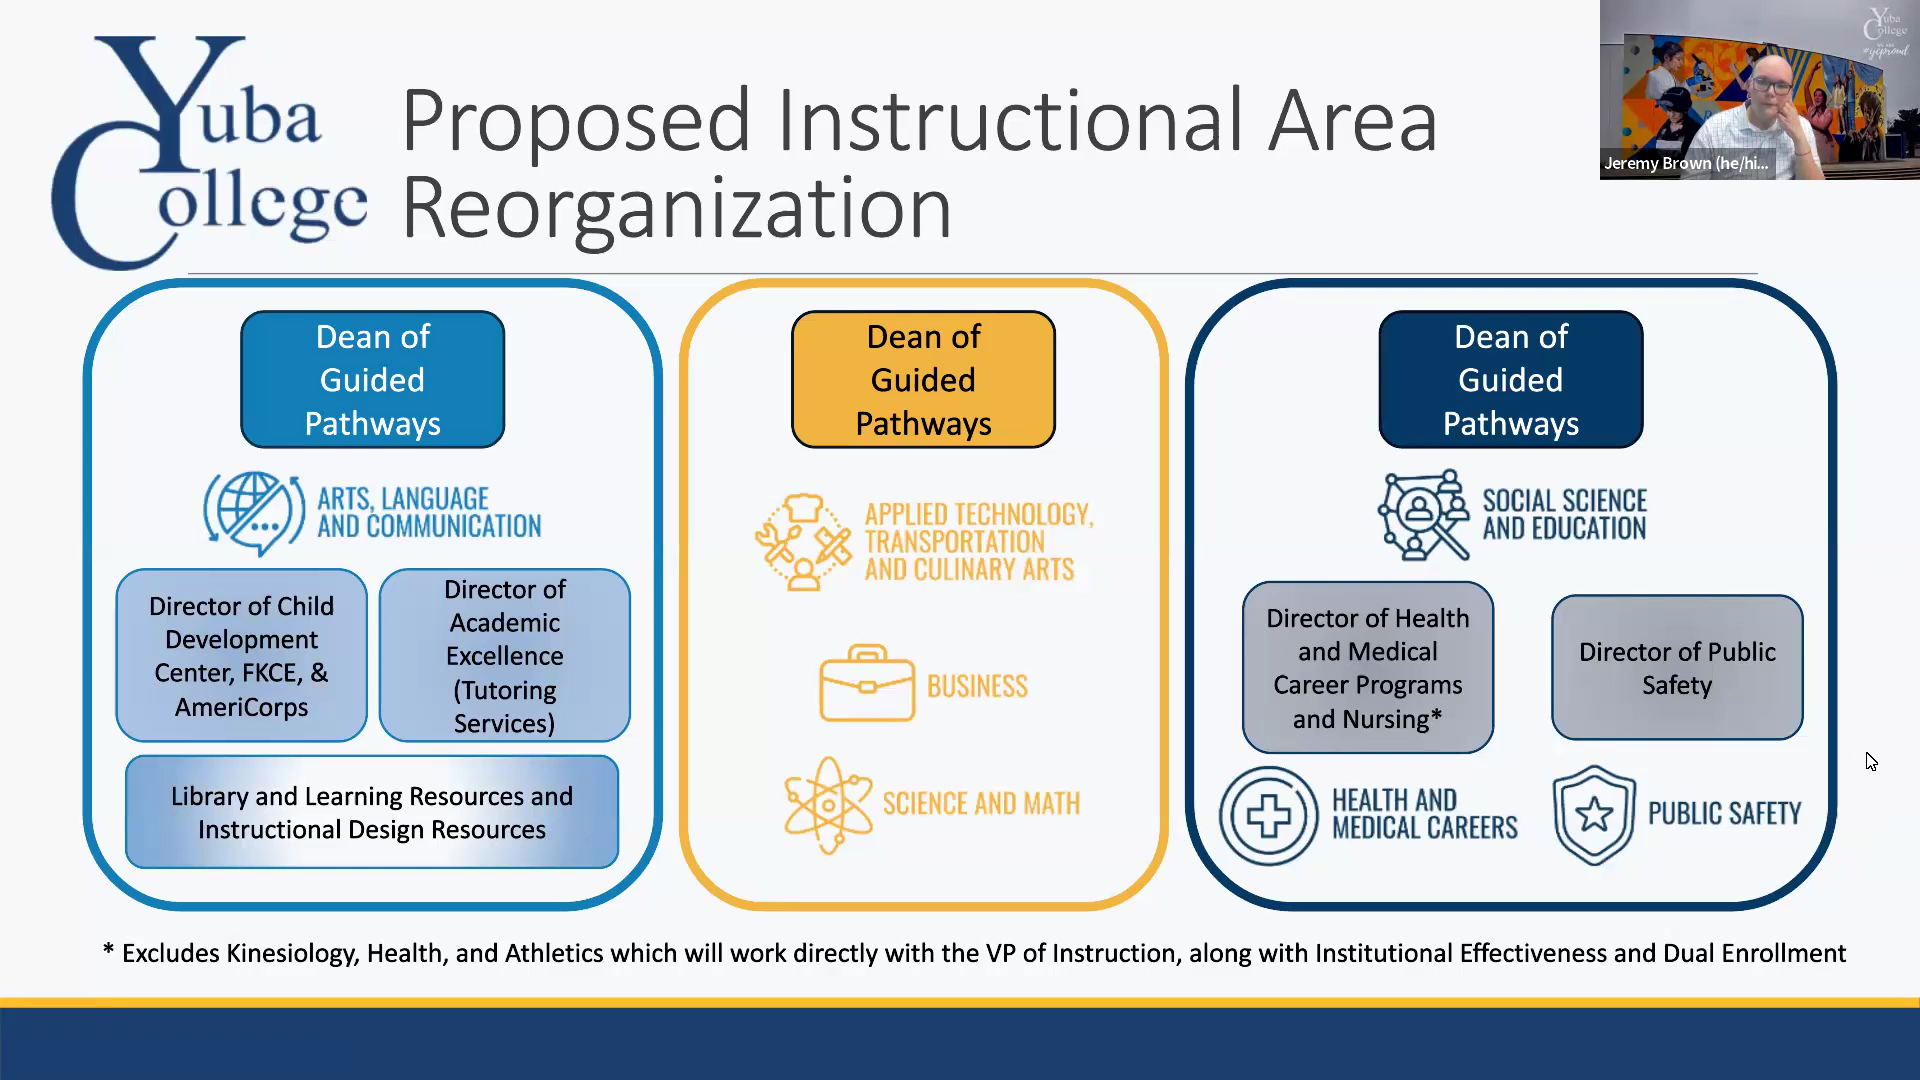 Yuba
College
Proposed Instructional Area
Reorganization
Yuba
College
#ycproud
Jeremy Brown (he/hi...
Dean of
Guided
Pathways
ARTS, LANGUAGE
AND COMMUNICATION
Director of Child
Development
Center, FKCE, &
AmeriCorps
Director of
Academic
Excellence
(Tutoring
Services)
Library and Learning Resources and
Instructional Design Resources
Dean of
Guided
Pathways
APPLIED TECHNOLOGY,
TRANSPORTATION
AND CULINARY ARTS
BUSINESS
SCIENCE AND MATH
Dean of
Guided
Pathways
SOCIAL SCIENCE
AND EDUCATION
Director of Health
and Medical
Career Programs
and Nursing*
Director of Public
Safety
HEALTH AND
MEDICAL CAREERS
PUBLIC SAFETY
* Excludes Kinesiology, Health, and Athletics which will work directly with the VP of Instruction, along with Institutional Effectiveness and Dual Enrollment